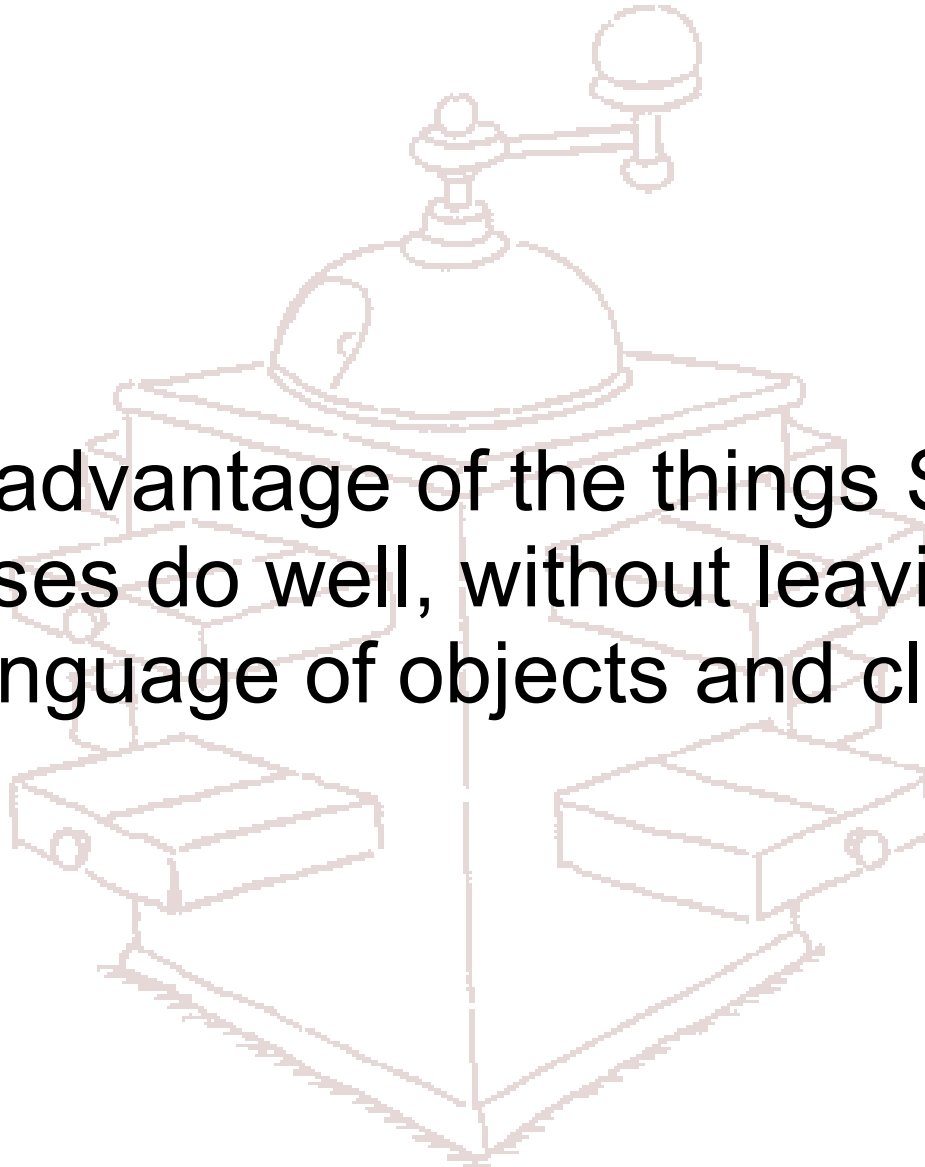 advantage of the things S
ses do well, without leavi
nguage of objects and cl